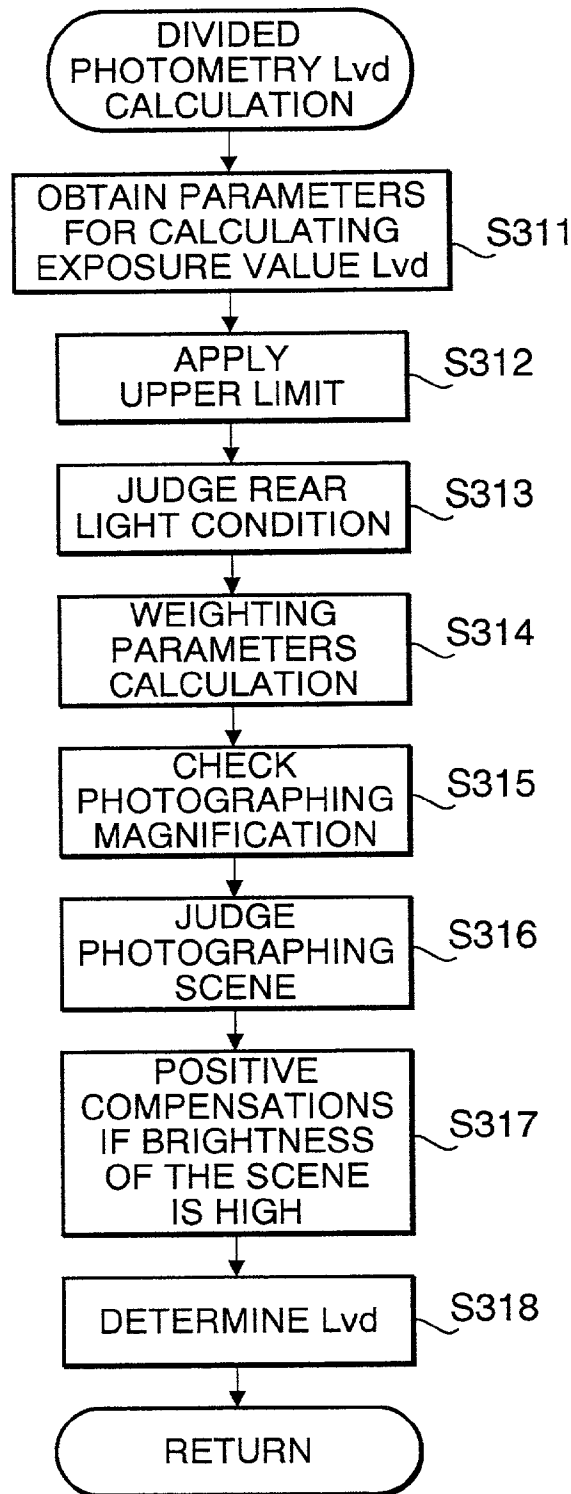 DIVIDED
PHOTOMETRY Lvd
CALCULATION
OBTAIN PARAMETERS
FOR CALCULATING
EXPOSURE VALUE Lvd
S311
APPLY
UPPER LIMIT
S312
JUDGE REAR
LIGHT CONDITION
S313
WEIGHTING
PARAMETERS
CALCULATION
S314
CHECK
PHOTOGRAPHING
MAGNIFICATION
S315
JUDGE
PHOTOGRAPHING
SCENE
S316
POSITIVE
COMPENSATIONS
IF BRIGHTNESS
OF THE SCENE
IS HIGH
S317
DETERMINE Lvd
S318
RETURN